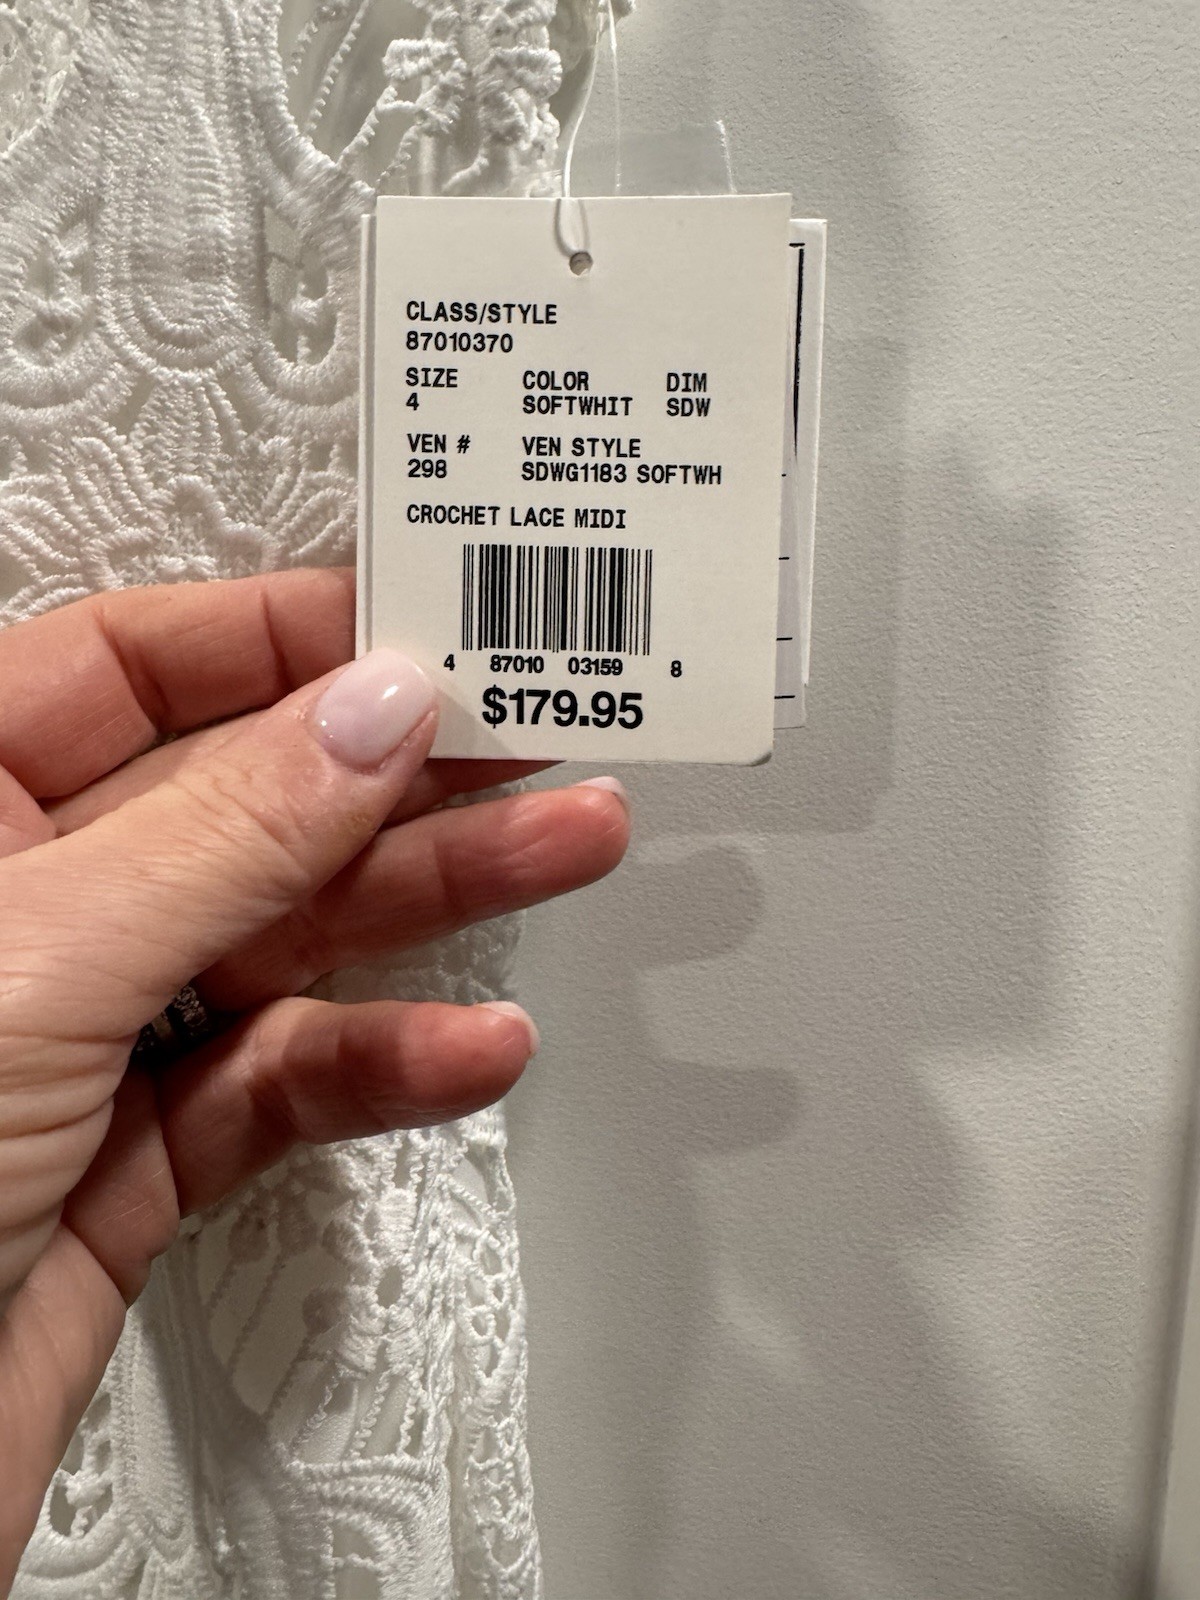 CLASS/STYLE
87010370
SIZE COLOR DIM
4 SOFTWHIT SDW
VEN # VEN STYLE
298 SDWG1183 SOFTWH
CROCHET LACE MIDI
4 87010 03159 8
$179.95